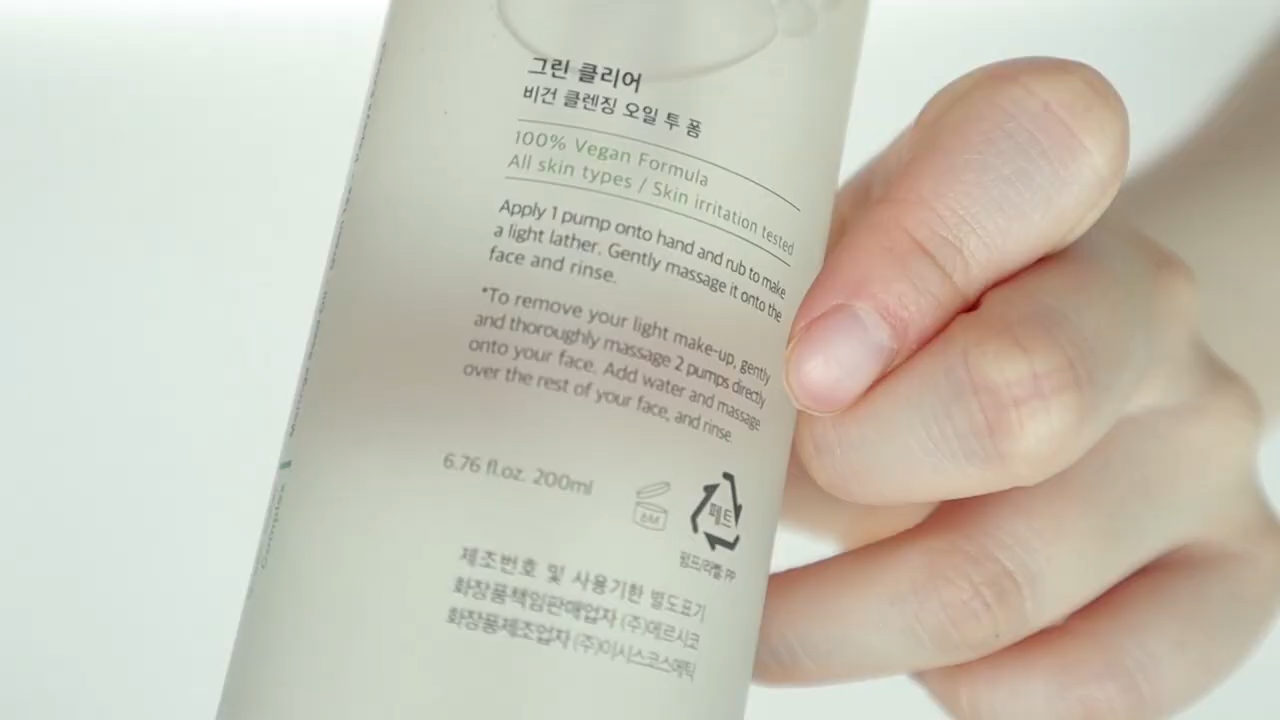 그린 클리어
비건 클렌징 오일 투 폼
100% Vegan Formula
All skin types / Skin irritation tested
Apply 1 pump onto hand and rub to make
a light lather. Gently massage it onto the
face and rinse.
*To remove your light make-up, gently
and thoroughly massage 2 pumps directly
onto your face. Add water and massage
over the rest of your face, and rinse.
6.76 fl.oz. 200ml
페트
펌프/라벨: PP
제조번호 및 사용기한 별도표기
화장품책임판매업자 (주)에르시코
화장품제조업자 (주)이시스코스메틱